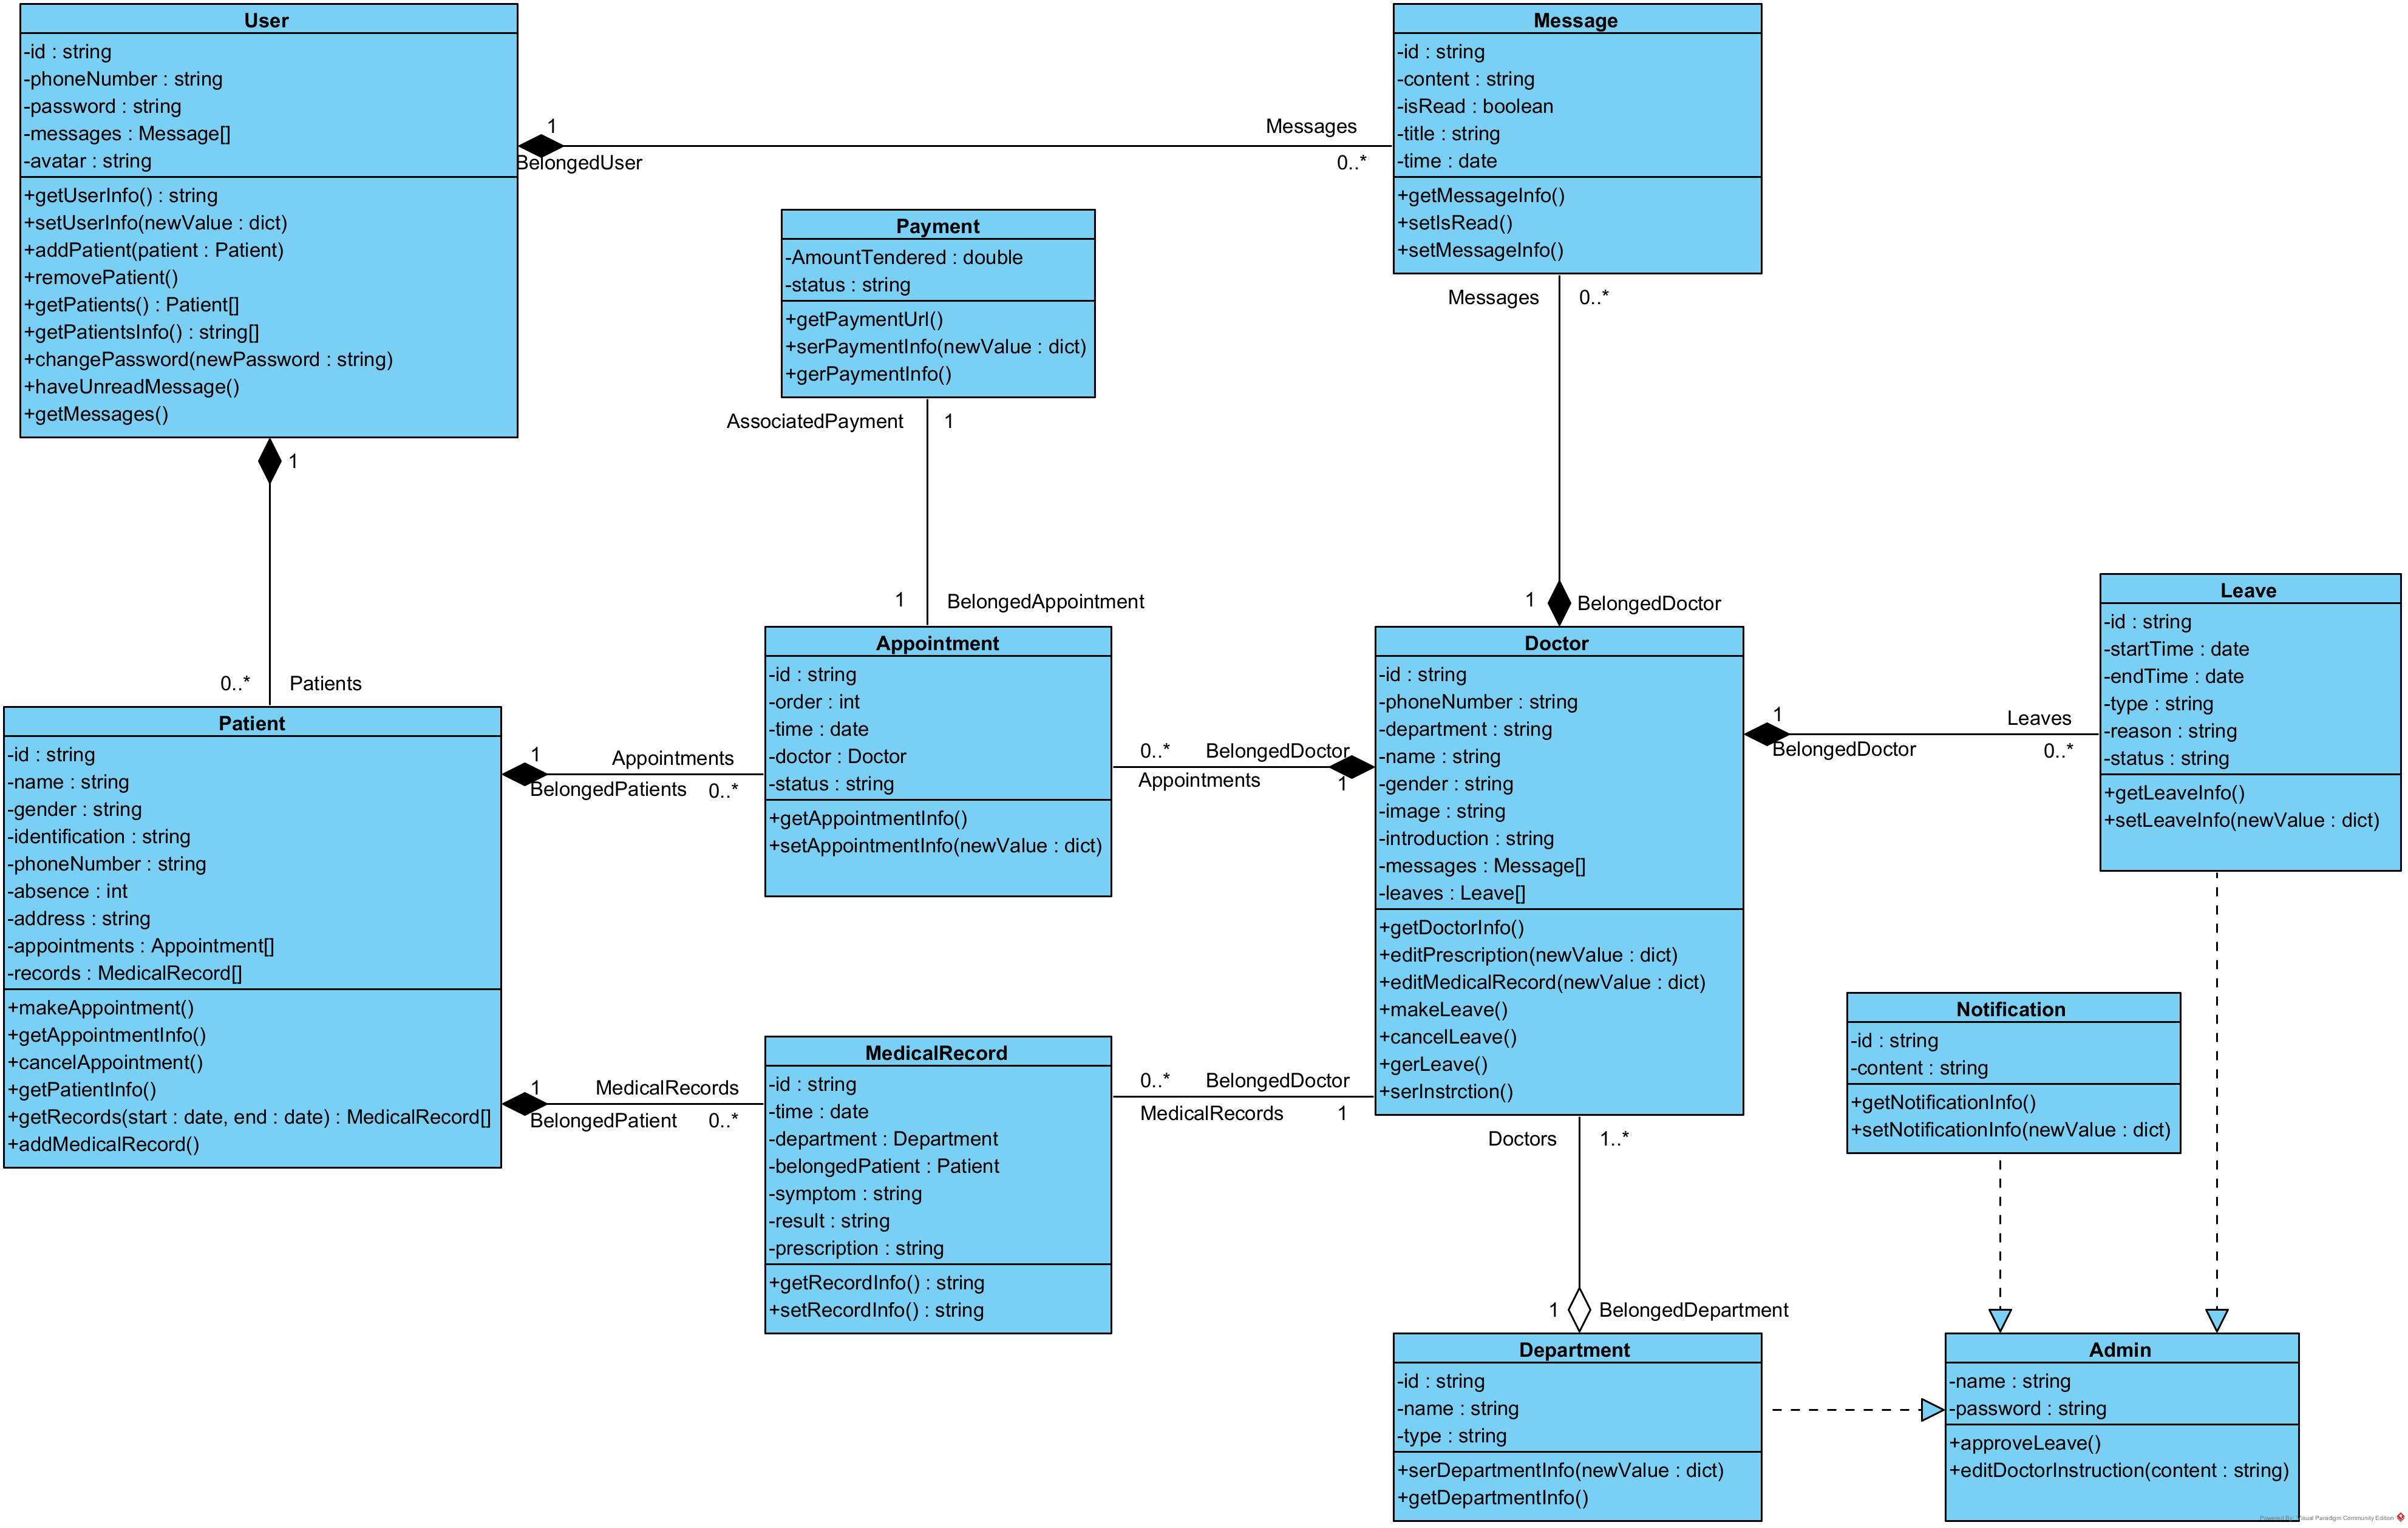 User
-id : string
-phoneNumber : string
-password : string
-messages : Message[]
-avatar : string
+getUserInfo() : string
+setUserInfo(newValue : dict)
+addPatient(patient : Patient)
+removePatient()
+getPatients() : Patient[]
+getPatientsInfo() : string[]
+changePassword(newPassword : string)
+haveUnreadMessage()
+getMessages()
1
BelongedUser
Messages
0..*
Message
-id : string
-content : string
-isRead : boolean
-title : string
-time : date
+getMessageInfo()
+setIsRead()
+setMessageInfo()
Payment
-AmountTendered : double
-status : string
+getPaymentUrl()
+serPaymentInfo(newValue : dict)
+gerPaymentInfo()
AssociatedPayment
1
1
BelongedAppointment
Messages
0..*
1
BelongedDoctor
1
0..*
Patients
Patient
-id : string
-name : string
-gender : string
-identification : string
-phoneNumber : string
-absence : int
-address : string
-appointments : Appointment[]
-records : MedicalRecord[]
+makeAppointment()
+getAppointmentInfo()
+cancelAppointment()
+getPatientInfo()
+getRecords(start : date, end : date) : MedicalRecord[]
+addMedicalRecord()
1
Appointments
BelongedPatients
0..*
Appointment
-id : string
-order : int
-time : date
-doctor : Doctor
-status : string
+getAppointmentInfo()
+setAppointmentInfo(newValue : dict)
0..*
BelongedDoctor
Appointments
1
Doctor
-id : string
-phoneNumber : string
-department : string
-name : string
-gender : string
-image : string
-introduction : string
-messages : Message[]
-leaves : Leave[]
+getDoctorInfo()
+editPrescription(newValue : dict)
+editMedicalRecord(newValue : dict)
+makeLeave()
+cancelLeave()
+gerLeave()
+serInstrction()
1
Leaves
BelongedDoctor
0..*
Leave
-id : string
-startTime : date
-endTime : date
-type : string
-reason : string
-status : string
+getLeaveInfo()
+setLeaveInfo(newValue : dict)
1
MedicalRecords
BelongedPatient
0..*
MedicalRecord
-id : string
-time : date
-department : Department
-belongedPatient : Patient
-symptom : string
-result : string
-prescription : string
+getRecordInfo() : string
+setRecordInfo() : string
0..*
BelongedDoctor
MedicalRecords
1
Doctors
1..*
1
BelongedDepartment
Notification
-id : string
-content : string
+getNotificationInfo()
+setNotificationInfo(newValue : dict)
Department
-id : string
-name : string
-type : string
+serDepartmentInfo(newValue : dict)
+getDepartmentInfo()
Admin
-name : string
-password : string
+approveLeave()
+editDoctorInstruction(content : string)
Powered By: Visual Paradigm Community Edition